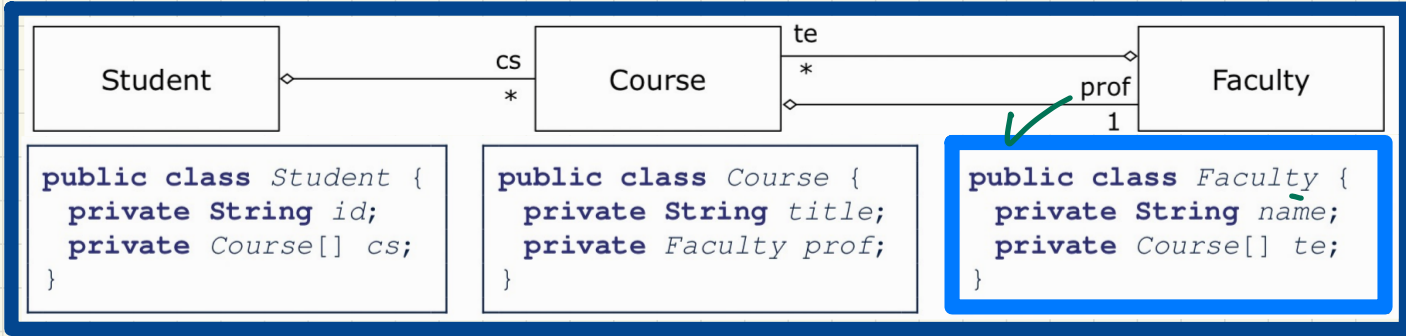 Student
cs
*
Course
te
*
prof
1
Faculty
public class Student {
private String id;
private Course[] cs;
}
public class Course {
private String title;
private Faculty prof;
}
public class Faculty {
private String name;
private Course[] te;
}